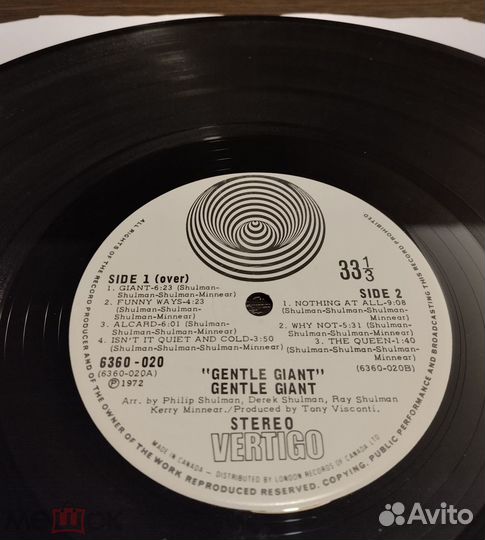 ALL RIGHTS OF THE RECORD PRODUCER AND OF THE OWNER OF THE WORK REPRODUCED RESERVED. COPYING, PUBLIC PERFORMANCE AND BROADCASTING THIS RECORD PROHIBITED
33 1/3
SIDE 1 (over)
1. GIANT-6:23 (Shulman-
Shulman-Shulman-Minnear)
2. FUNNY WAYS-4:23
(Shulman-Shulman-
Shulman-Minnear)
3. ALCARD-6:01 (Shulman-
Shulman-Shulman-Minnear)
4. ISN'T IT QUIET AND COLD-3:50
(Shulman-Shulman-Shulman-Minnear)
6360-020
(6360-020A)
℗1972
SIDE 2
1. NOTHING AT ALL-9:08
(Shulman-Shulman-
Shulman-Minnear)
2. WHY NOT-5:31 (Shulman-
Shulman-Shulman-Minnear)
3. THE QUEEN-1:40
(Shulman-Shulman-Shulman-
Minnear)
(6360-020B)
"GENTLE GIANT"
GENTLE GIANT
Arr. by Philip Shulman, Derek Shulman, Ray Shulman
Kerry Minnear./Produced by Tony Visconti.
STEREO
VERTIGO
MADE IN CANADA - DISTRIBUTED BY LONDON RECORDS OF CANADA LTD
Мешок
Avito